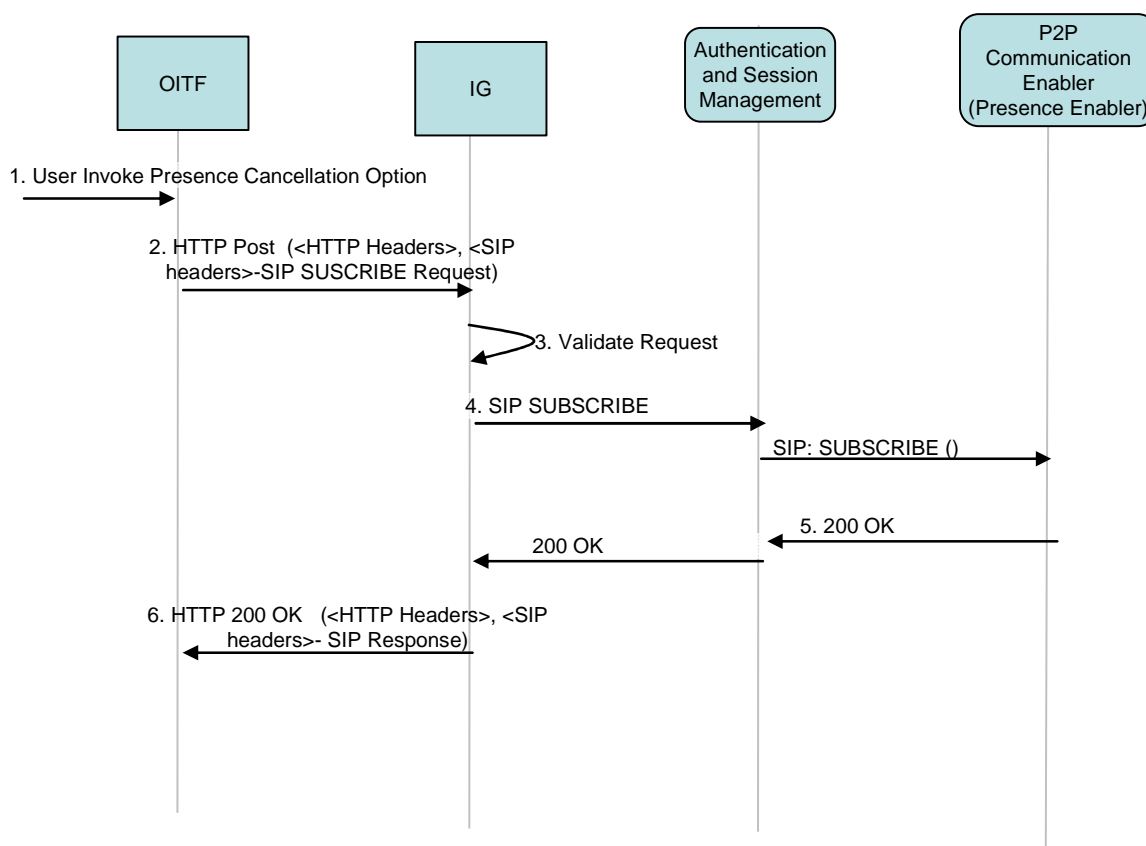 OITF
IG
Authentication
and Session
Management
P2P
Communication
Enabler
(Presence Enabler)
1. User Invoke Presence Cancellation Option
2. HTTP Post (<HTTP Headers>, <SIP
headers>-SIP SUSCRIBE Request)
3. Validate Request
4. SIP SUBSCRIBE
SIP: SUBSCRIBE ()
5. 200 OK
200 OK
6. HTTP 200 OK (<HTTP Headers>, <SIP
headers>- SIP Response)